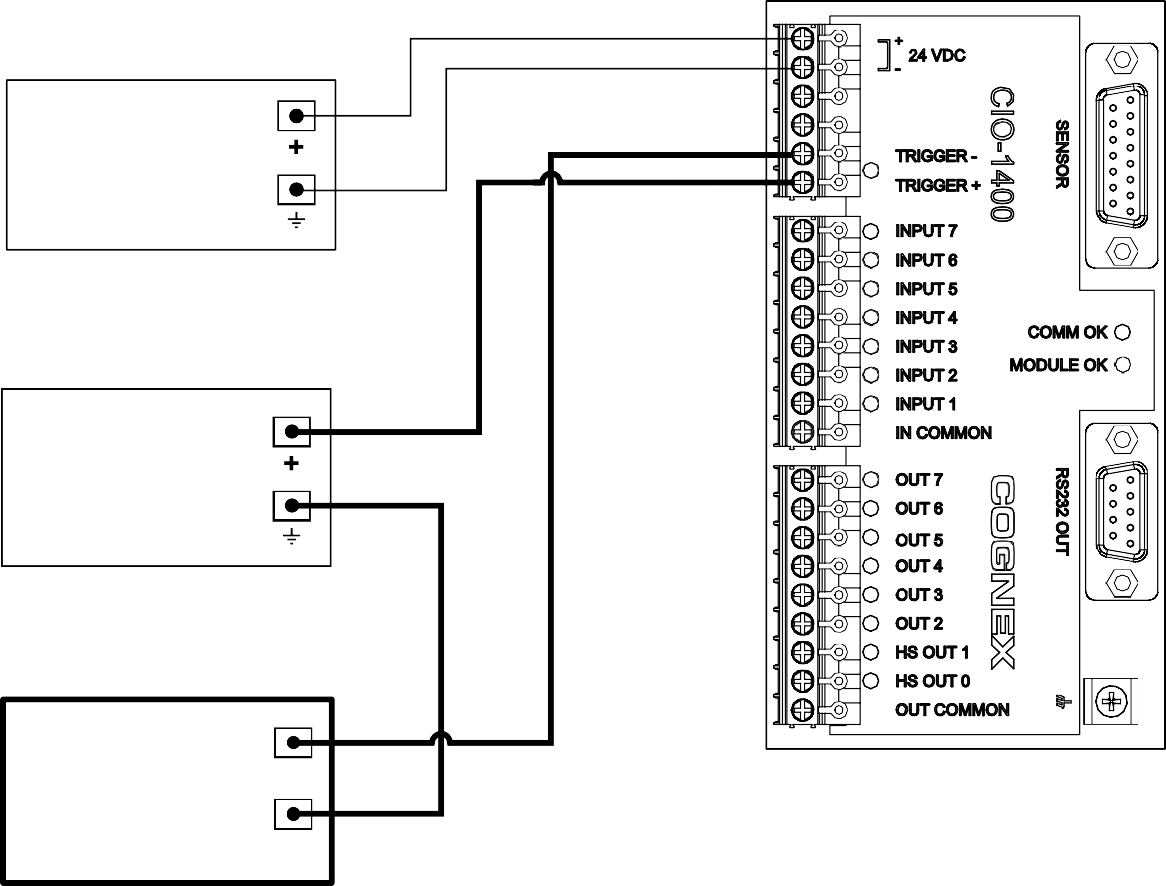 +
-
24 VDC
CIO-1400
SENSOR
TRIGGER -
TRIGGER +
+
INPUT 7
INPUT 6
INPUT 5
INPUT 4
INPUT 3
INPUT 2
INPUT 1
IN COMMON
COMM OK
MODULE OK
+
OUT 7
OUT 6
OUT 5
OUT 4
OUT 3
OUT 2
HS OUT 1
HS OUT 0
OUT COMMON
COGNEX
RS232 OUT